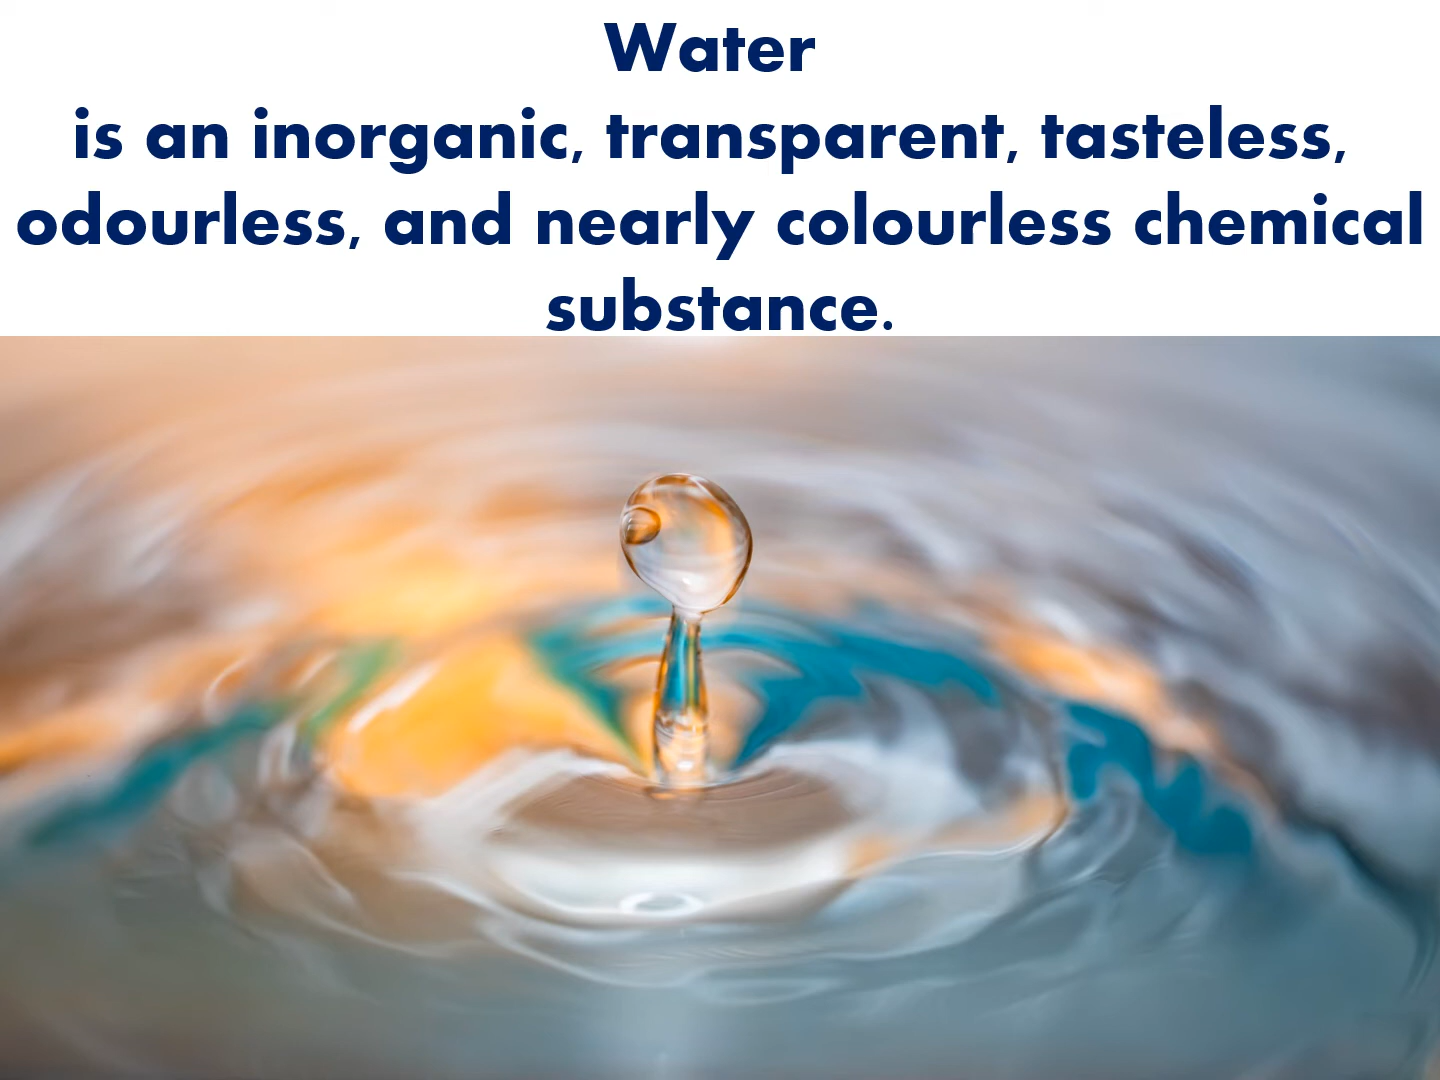 Water
is an inorganic, transparent, tasteless,
odourless, and nearly colourless chemical
substance.